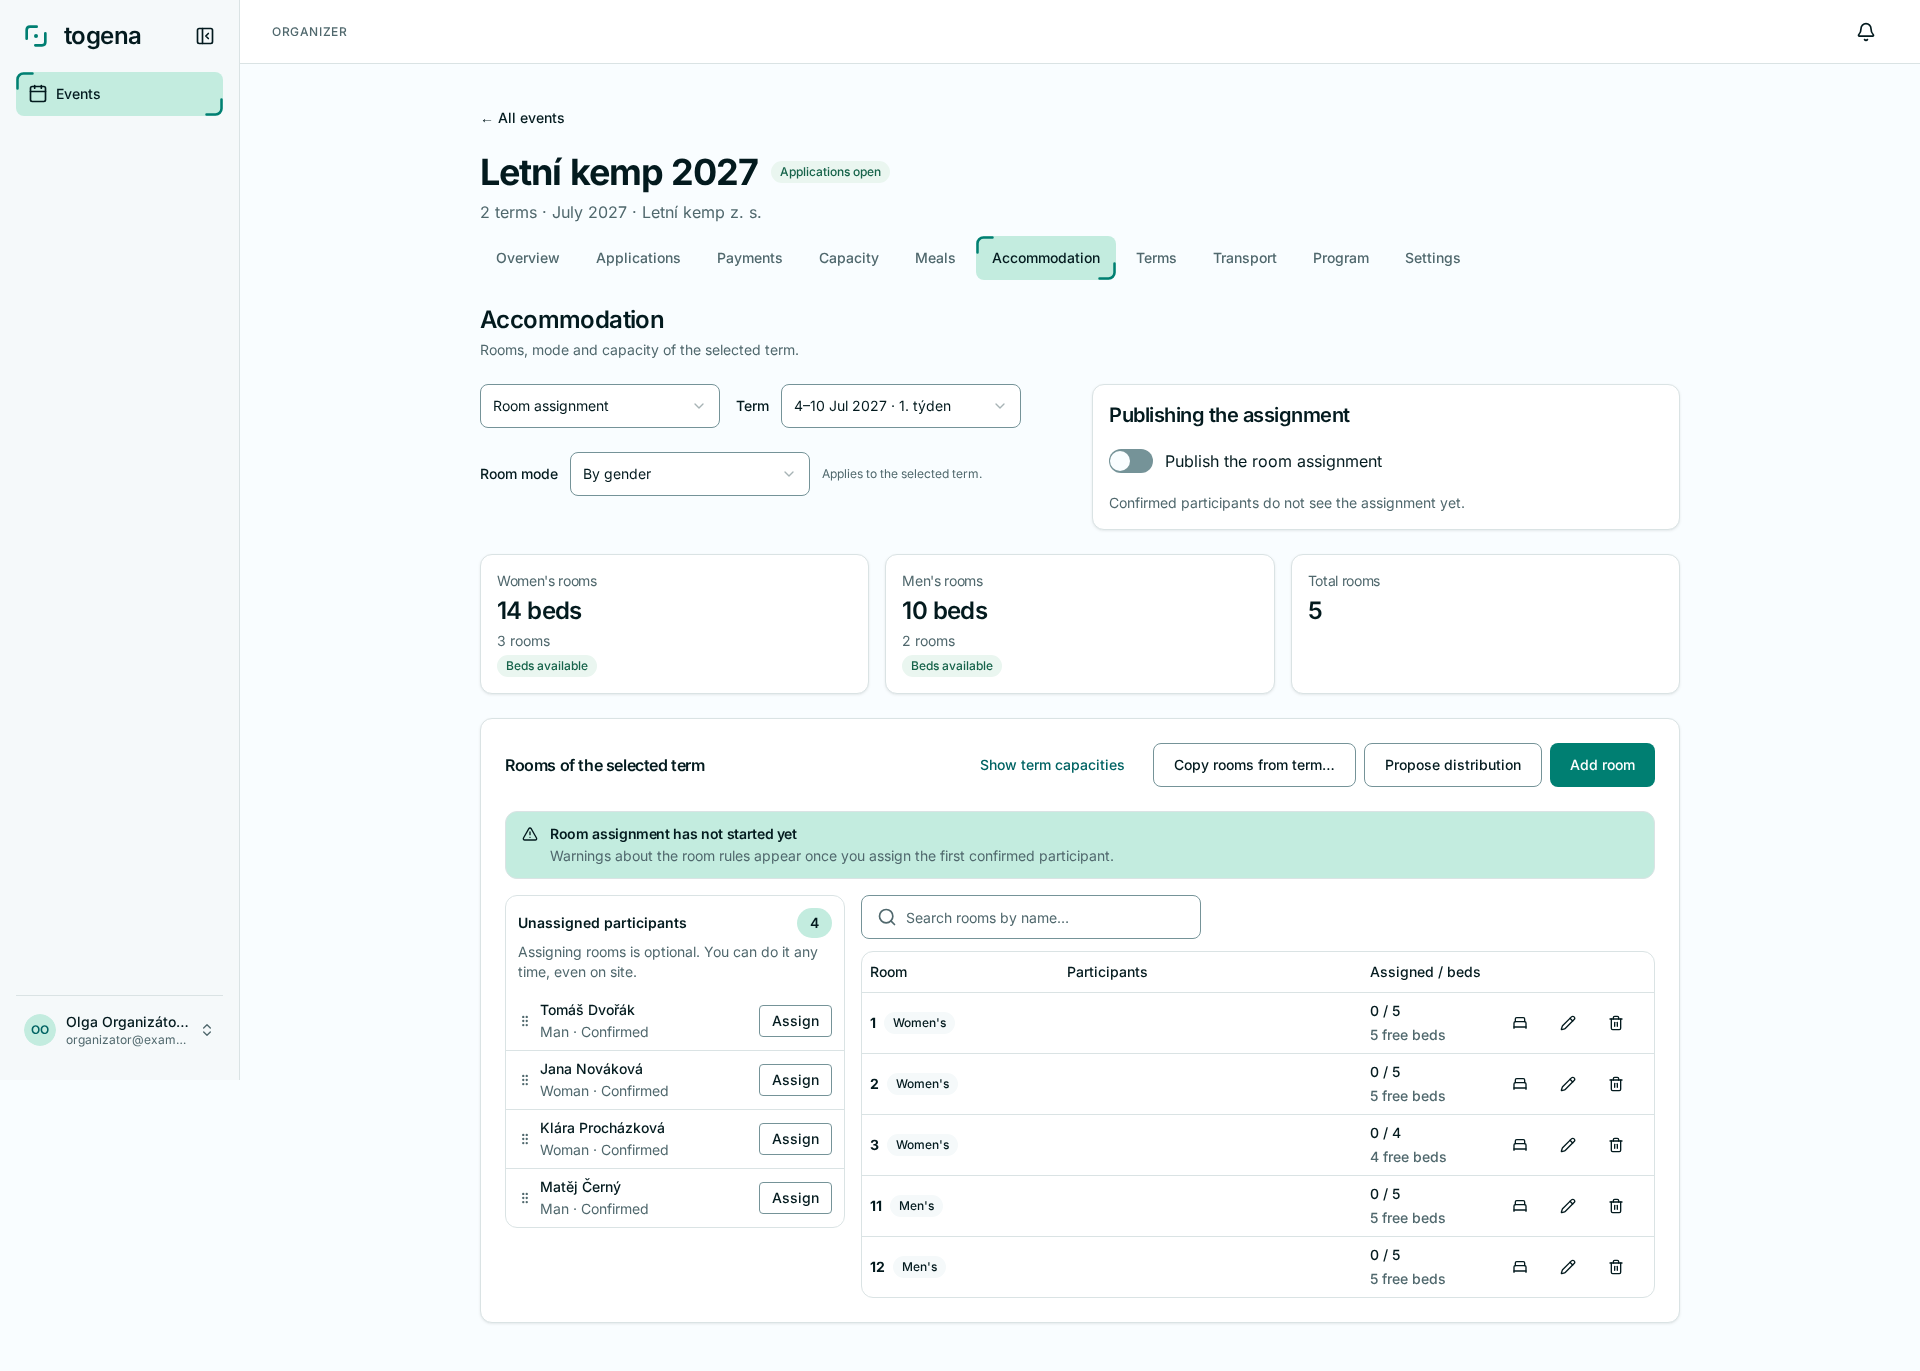 togena
ORGANIZER
Events
← All events
Letní kemp 2027
Applications open
2 terms · July 2027 · Letní kemp z. s.
Overview
Applications
Payments
Capacity
Meals
Accommodation
Terms
Transport
Program
Settings
Accommodation
Rooms, mode and capacity of the selected term.
Room assignment
Term
4–10 Jul 2027 · 1. týden
Room mode
By gender
Applies to the selected term.
Publishing the assignment
Publish the room assignment
Confirmed participants do not see the assignment yet.
Women's rooms
14 beds
3 rooms
Beds available
Men's rooms
10 beds
2 rooms
Beds available
Total rooms
5
Rooms of the selected term
Show term capacities
Copy rooms from term...
Propose distribution
Add room
Room assignment has not started yet
Warnings about the room rules appear once you assign the first confirmed participant.
Unassigned participants
4
Assigning rooms is optional. You can do it any
time, even on site.
Tomáš Dvořák
Man · Confirmed
Assign
Jana Nováková
Woman · Confirmed
Assign
Klára Procházková
Woman · Confirmed
Assign
Matěj Černý
Man · Confirmed
Assign
Search rooms by name...
Room
Participants
Assigned / beds
1
Women's
0 / 5
5 free beds
2
Women's
0 / 5
5 free beds
3
Women's
0 / 4
4 free beds
11
Men's
0 / 5
5 free beds
12
Men's
0 / 5
5 free beds
OO
Olga Organizáto...
organizator@exam...